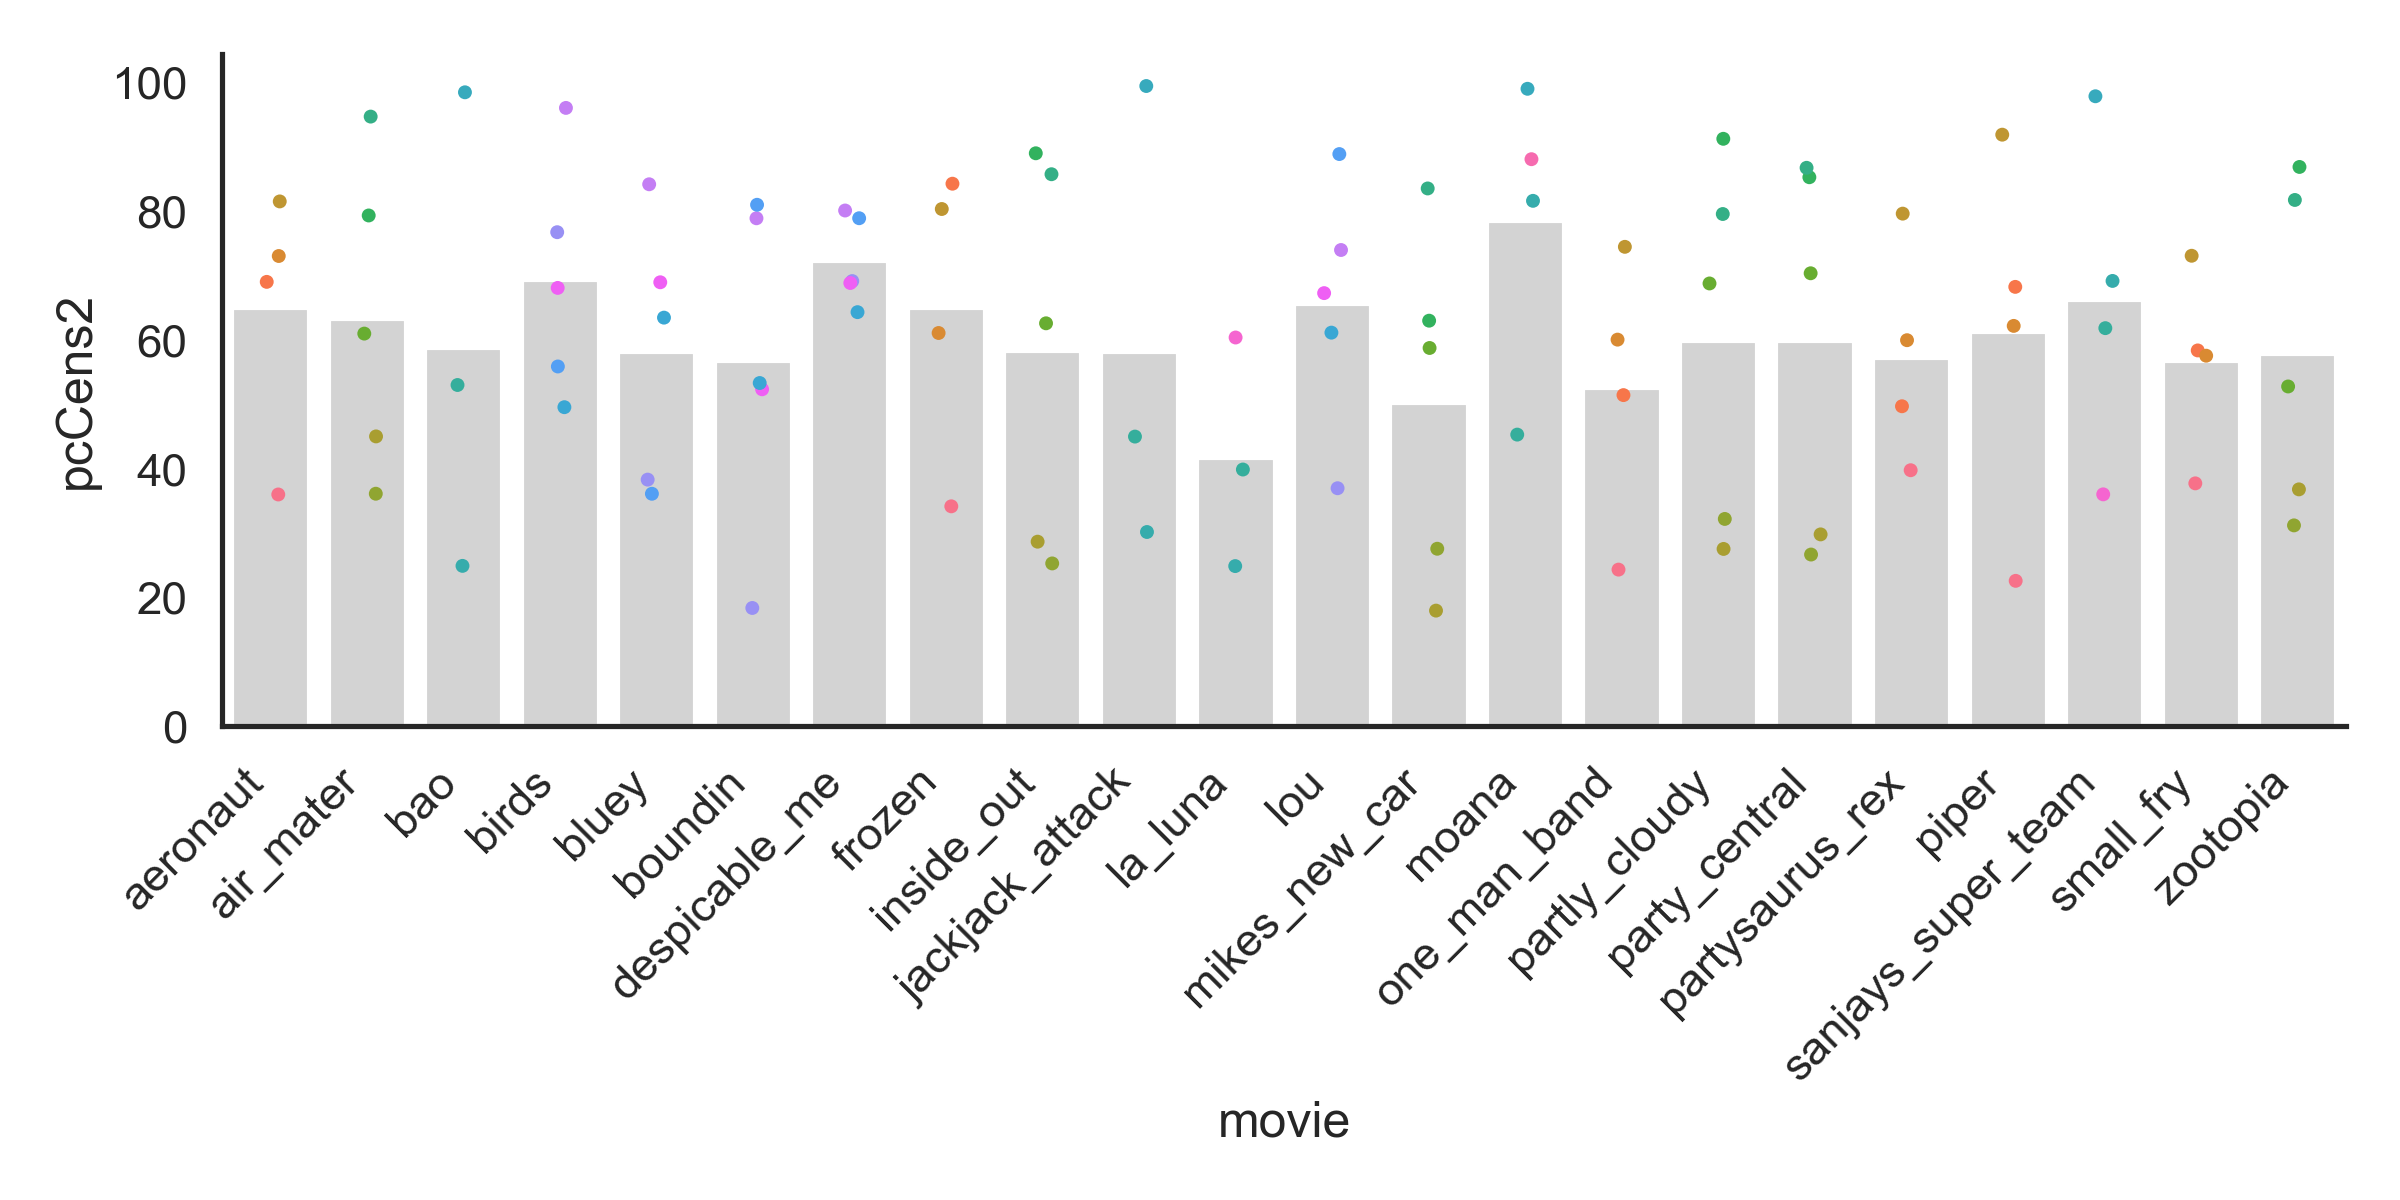 pcCens2
100
80
60
40
20
0
aeronaut
air_mater
bao
birds
bluey
boundin
despicable_me
frozen
inside_out
jackjack_attack
la_luna
lou
mikes_new_car
moana
one_man_band
partly_cloudy
party_central
partysaurus_rex
piper
sanjays_super_team
small_fry
zootopia
movie